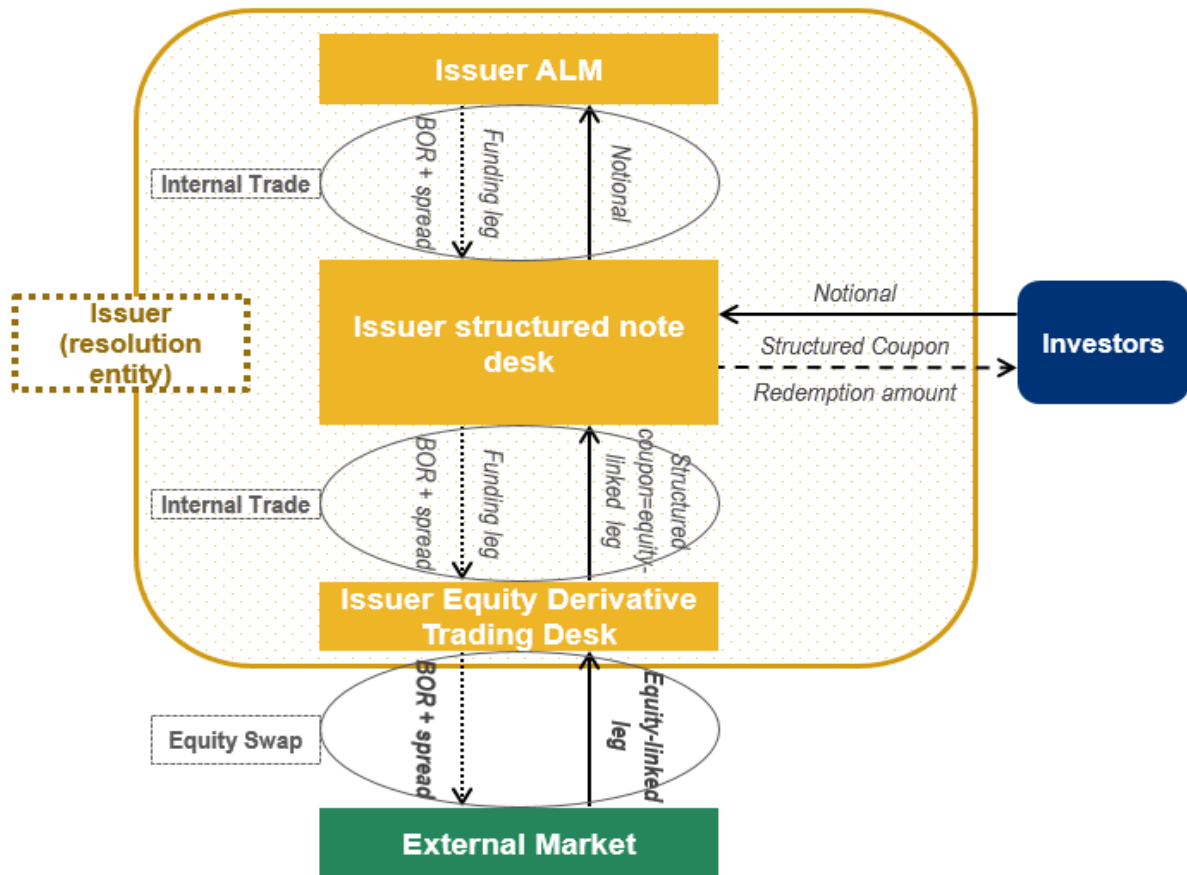 Issuer ALM
BOR + spread
Funding leg
Notional
Internal Trade
Issuer
(resolution
entity)
Issuer structured note
desk
Notional
Structured Coupon
Redemption amount
Investors
Internal Trade
BOR + spread
Funding leg
Structured
coupon=equity-
linked leg
Issuer Equity Derivative
Trading Desk
Equity Swap
BOR + spread
Equity-linked
leg
External Market